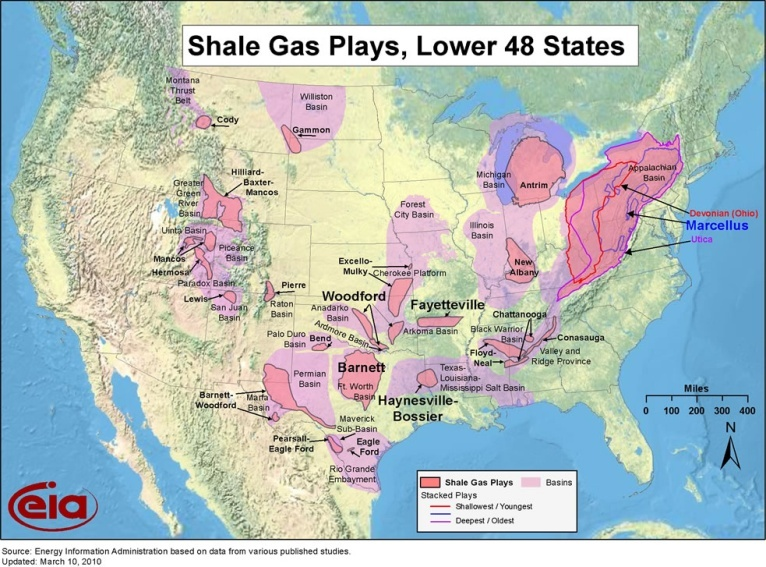 Shale Gas Plays, Lower 48 States
Montana
Thrust
Belt
Cody
Williston
Basin
Gammon
Hilliard-
Baxter-
Mancos
Greater
Green
River
Basin
Uinta Basin
Mancos
Piceance
Basin
Hermosa
Paradox Basin
Lewis
San Juan
Basin
Pierre
Raton
Basin
Michigan
Basin
Antrim
Appalachian
Basin
Devonian (Ohio)
Marcellus
Utica
Forest
City Basin
Illinois
Basin
New
Albany
Excello-
Mulky
Cherokee Platform
Woodford
Anadarko
Basin
Ardmore Basin
Palo Duro
Basin
Bend
Fayetteville
Arkoma Basin
Chattanooga
Black Warrior
Basin
Conasauga
Floyd-
Neal
Valley and
Ridge Province
Barnett
Ft. Worth
Basin
Permian
Basin
Barnett-
Woodford
Marfa
Basin
Texas-
Louisiana-
Mississippi Salt Basin
Haynesville-
Bossier
Maverick
Sub-Basin
Pearsall-
Eagle Ford
Eagle
Ford
Rio Grande
Embayment
Miles
0 100 200 300 400
N
Shale Gas Plays
Basins
Stacked Plays
Shallowest / Youngest
Deepest / Oldest
eia
Source: Energy Information Administration based on data from various published studies.
Updated: March 10, 2010